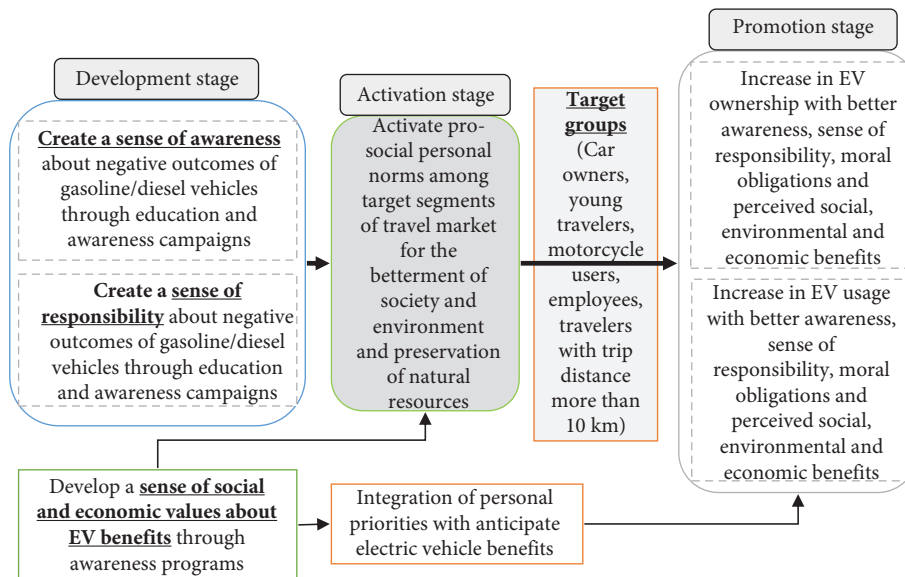 Development stage
Create a sense of awareness
about negative outcomes of
gasoline/diesel vehicles
through education and
awareness campaigns
Create a sense of
responsibility about negative
outcomes of gasoline/diesel
vehicles through education
and awareness campaigns
Activation stage
Activate pro-
social personal
norms among
target segments
of travel market
for the
betterment of
society and
environment
and preservation
of natural
resources
Target
groups
(Car
owners,
young
travelers,
motorcycle
users,
employees,
travelers
with trip
distance
more than
10 km)
Promotion stage
Increase in EV
ownership with better
awareness, sense of
responsibility, moral
obligations and
perceived social,
environmental and
economic benefits
Increase in EV usage
with better awareness,
sense of
responsibility, moral
obligations and
perceived social,
environmental and
economic benefits
Develop a sense of social
and economic values about
EV benefits through
awareness programs
Integration of personal
priorities with anticipate
electric vehicle benefits